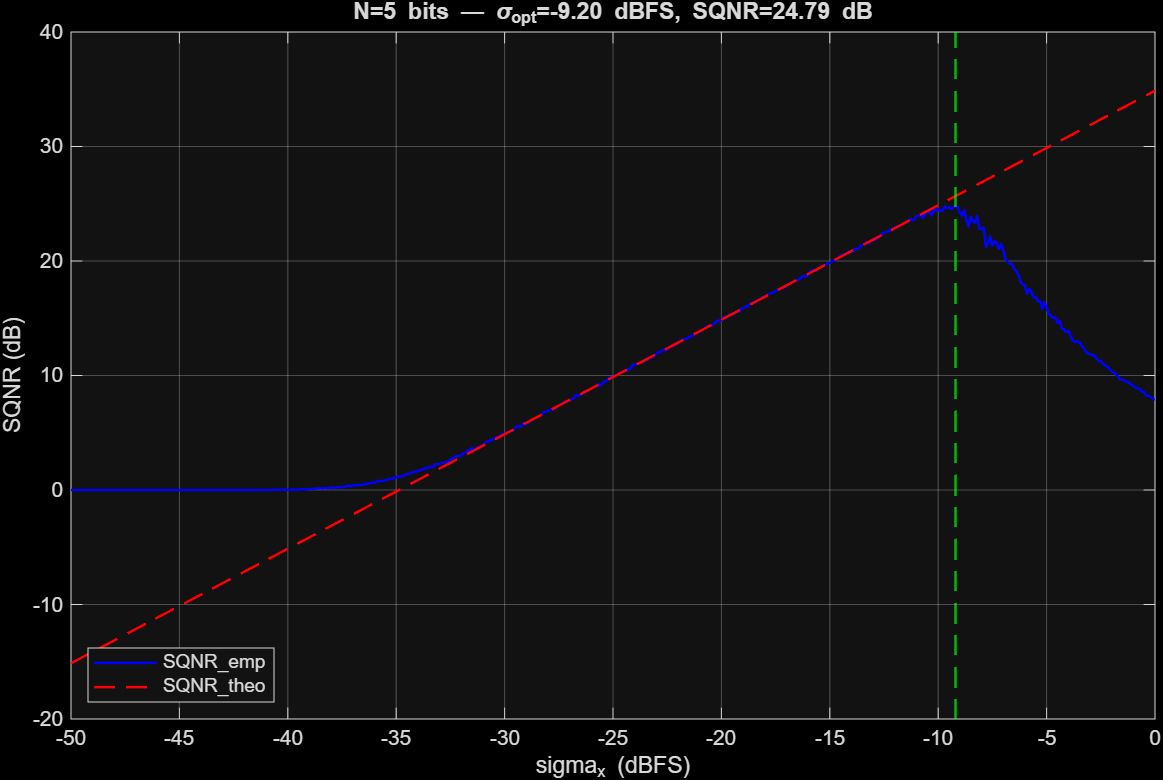 N=5 bits — σopt=-9.20 dBFS, SQNR=24.79 dB
40
30
20
10
0
-10
-20
SQNR (dB)
SQNR_emp
SQNR_theo
-50 -45 -40 -35 -30 -25 -20 -15 -10 -5 0
sigmax (dBFS)